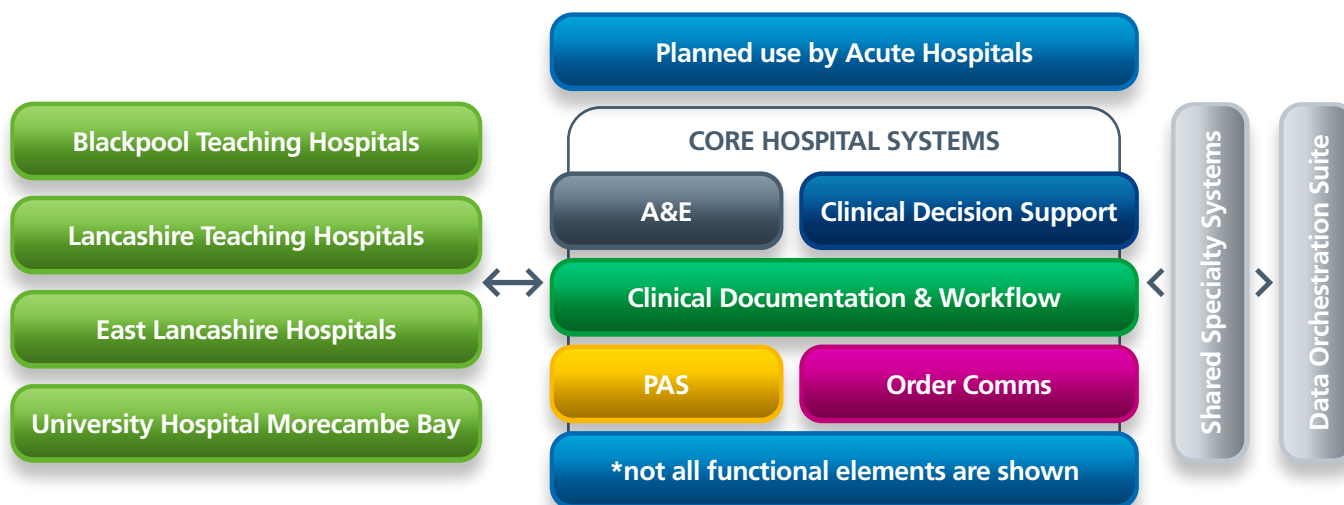 Planned use by Acute Hospitals
Blackpool Teaching Hospitals
Lancashire Teaching Hospitals
East Lancashire Hospitals
University Hospital Morecambe Bay
CORE HOSPITAL SYSTEMS
A&E
Clinical Decision Support
Clinical Documentation & Workflow
PAS
Order Comms
*not all functional elements are shown
Shared Specialty Systems
Data Orchestration Suite